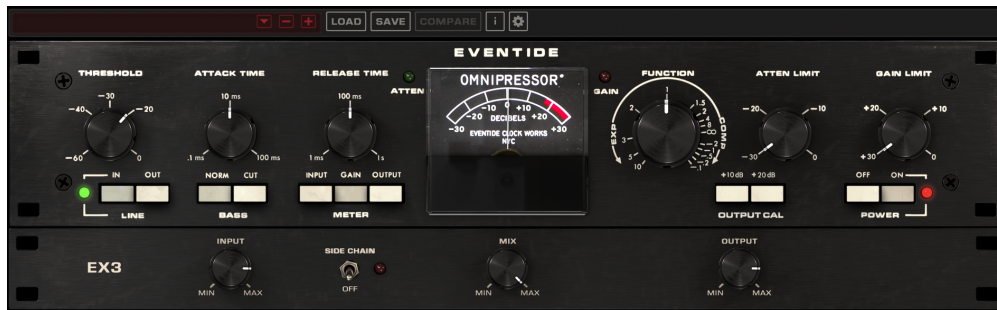 LOAD SAVE COMPARE i
EVENTIDE
THRESHOLD ATTACK TIME RELEASE TIME ATTEN GAIN FUNCTION ATTEN LIMIT GAIN LIMIT
OMNIPRESSOR®
-30 -20 -10 0 +10 +20 +30
DECIBELS
EVENTIDE CLOCK WORKS
NYC
-60 -40 -30 -20 0
.1 ms 10 ms 100 ms
1 ms 100 ms 1 s
10 5 3 2 1 1.5 2 4 8 ∞
EXP COMP
-30 -20 -10 0
+30 +20 +10 0
IN OUT NORM CUT INPUT GAIN OUTPUT +10 dB +20 dB OFF ON
LINE BASS METER OUTPUT CAL POWER
INPUT MIX OUTPUT
EX3 SIDE CHAIN
OFF
MIN MAX MIN MAX MIN MAX